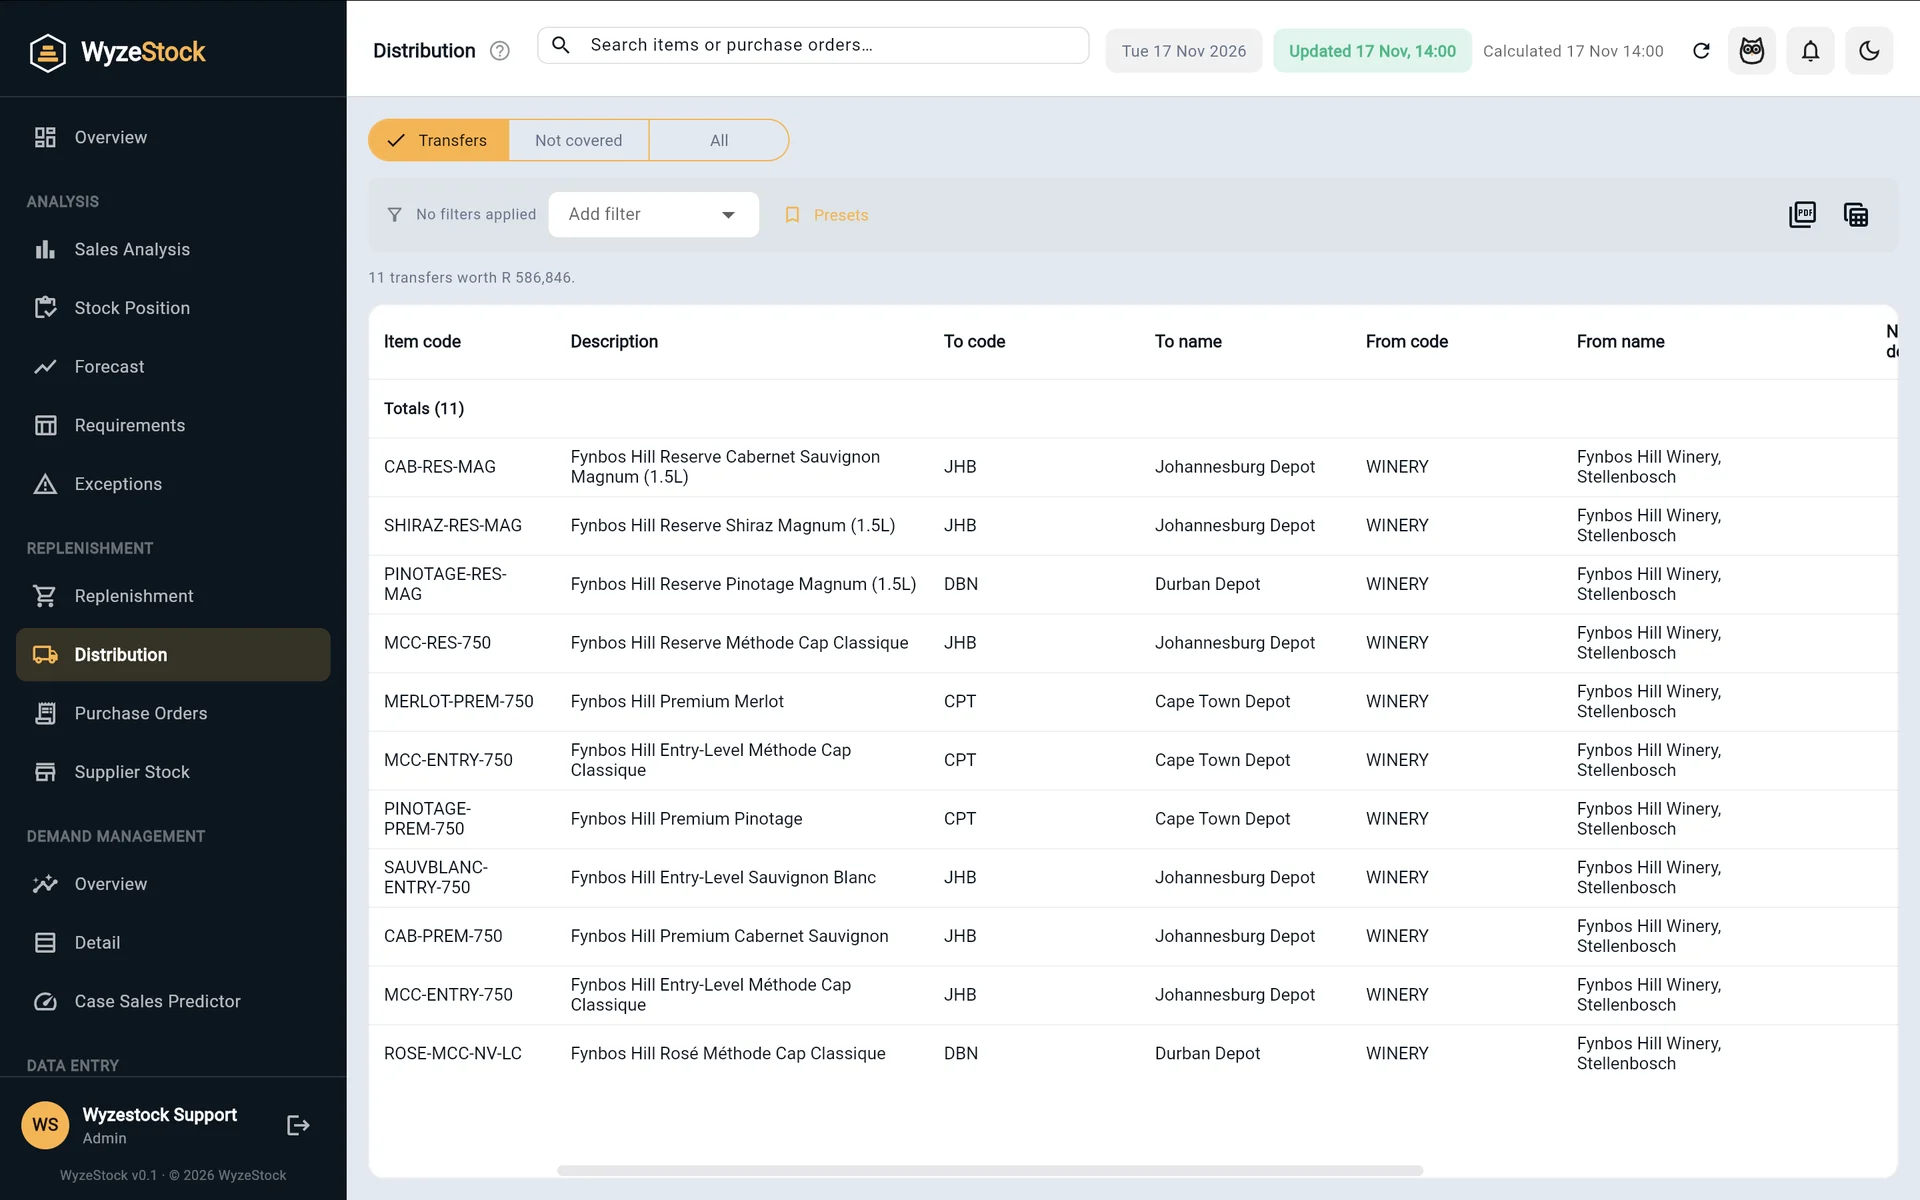 WyzeStock
Distribution
Search items or purchase orders...
Tue 17 Nov 2026
Updated 17 Nov, 14:00
Calculated 17 Nov 14:00
Overview
ANALYSIS
Sales Analysis
Stock Position
Forecast
Requirements
Exceptions
REPLENISHMENT
Replenishment
Distribution
Purchase Orders
Supplier Stock
DEMAND MANAGEMENT
Overview
Detail
Case Sales Predictor
DATA ENTRY
WS
Wyzestock Support
Admin
WyzeStock v0.1 · © 2026 WyzeStock
Transfers
Not covered
All
No filters applied
Add filter
Presets
PDF
11 transfers worth R 586,846.
Item code Description To code To name From code From name
Totals (11)
CAB-RES-MAG Fynbos Hill Reserve Cabernet Sauvignon Magnum (1.5L) JHB Johannesburg Depot WINERY Fynbos Hill Winery, Stellenbosch
SHIRAZ-RES-MAG Fynbos Hill Reserve Shiraz Magnum (1.5L) JHB Johannesburg Depot WINERY Fynbos Hill Winery, Stellenbosch
PINOTAGE-RES-MAG Fynbos Hill Reserve Pinotage Magnum (1.5L) DBN Durban Depot WINERY Fynbos Hill Winery, Stellenbosch
MCC-RES-750 Fynbos Hill Reserve Méthode Cap Classique JHB Johannesburg Depot WINERY Fynbos Hill Winery, Stellenbosch
MERLOT-PREM-750 Fynbos Hill Premium Merlot CPT Cape Town Depot WINERY Fynbos Hill Winery, Stellenbosch
MCC-ENTRY-750 Fynbos Hill Entry-Level Méthode Cap Classique CPT Cape Town Depot WINERY Fynbos Hill Winery, Stellenbosch
PINOTAGE-PREM-750 Fynbos Hill Premium Pinotage CPT Cape Town Depot WINERY Fynbos Hill Winery, Stellenbosch
SAUVBLANC-ENTRY-750 Fynbos Hill Entry-Level Sauvignon Blanc JHB Johannesburg Depot WINERY Fynbos Hill Winery, Stellenbosch
CAB-PREM-750 Fynbos Hill Premium Cabernet Sauvignon JHB Johannesburg Depot WINERY Fynbos Hill Winery, Stellenbosch
MCC-ENTRY-750 Fynbos Hill Entry-Level Méthode Cap Classique JHB Johannesburg Depot WINERY Fynbos Hill Winery, Stellenbosch
ROSE-MCC-NV-LC Fynbos Hill Rosé Méthode Cap Classique DBN Durban Depot WINERY Fynbos Hill Winery, Stellenbosch